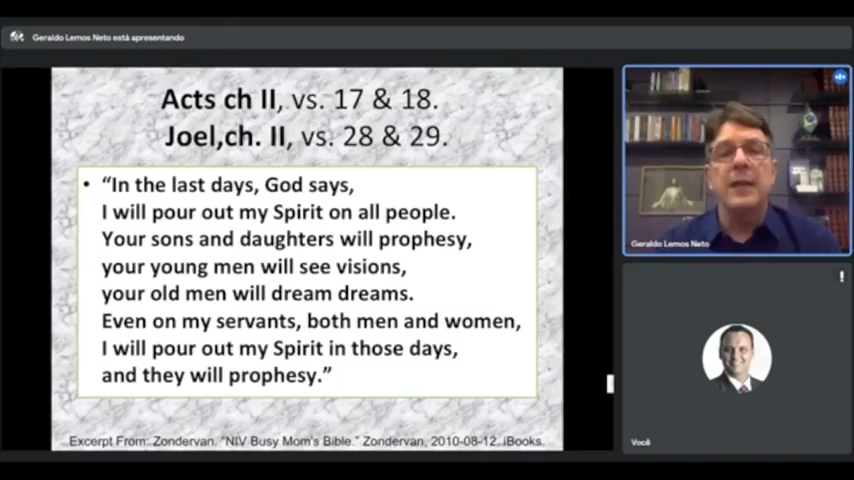 Geraldo Lemos Neto está apresentando
Acts ch II, vs. 17 & 18.
Joel,ch. II, vs. 28 & 29.
• “In the last days, God says,
I will pour out my Spirit on all people.
Your sons and daughters will prophesy,
your young men will see visions,
your old men will dream dreams.
Even on my servants, both men and women,
I will pour out my Spirit in those days,
and they will prophesy.”
Excerpt From: Zondervan. “NIV Busy Mom’s Bible.” Zondervan, 2010-08-12. iBooks.
Geraldo Lemos Neto
Você